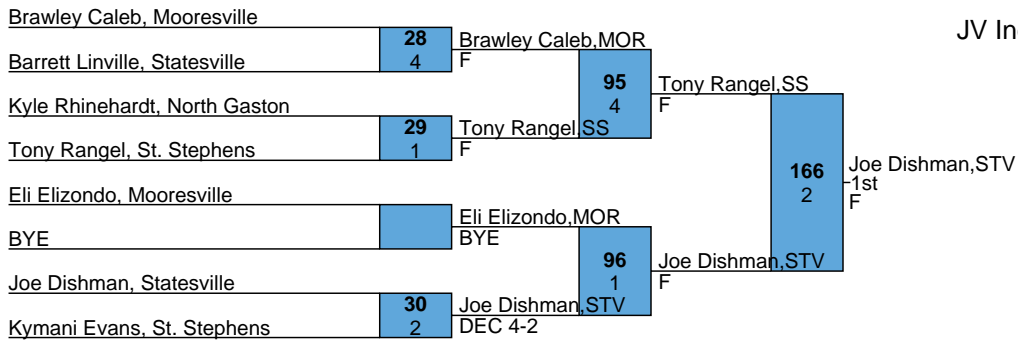 Brawley Caleb, Mooresville
JV In
28
Brawley Caleb,MOR
Barrett Linville, Statesville
4
F
95
Tony Rangel,SS
Kyle Rhinehardt, North Gaston
4
F
29
Tony Rangel,SS
Tony Rangel, St. Stephens
1
F
166
Joe Dishman,STV
2
1st
F
Eli Elizondo, Mooresville
Eli Elizondo,MOR
BYE
BYE
96
Joe Dishman,STV
Joe Dishman, Statesville
1
F
30
Joe Dishman,STV
Kymani Evans, St. Stephens
2
DEC 4-2